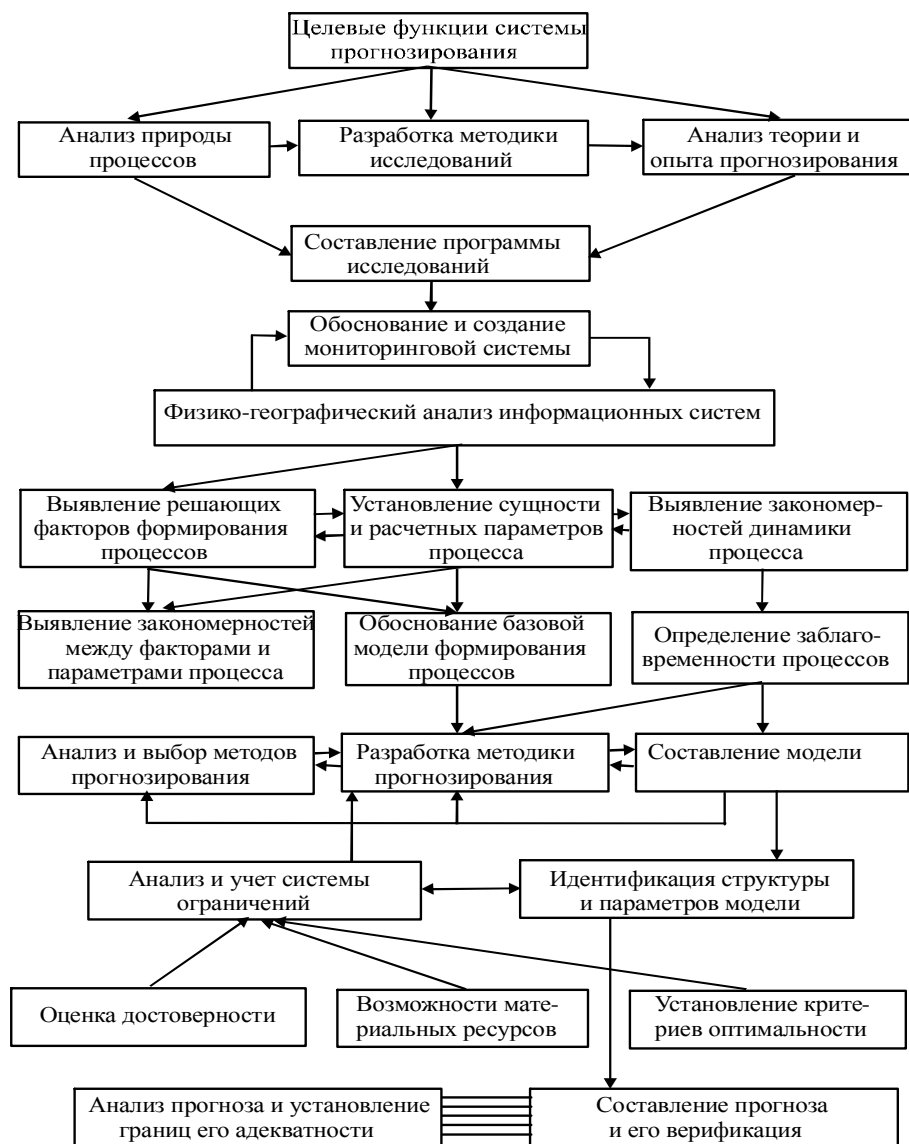 Целевые функции системы
прогнозирования
Анализ природы
процессов
Разработка методики
исследований
Анализ теории и
опыта прогнозирования
Составление программы
исследований
Обоснование и создание
мониторинговой системы
Физико-географический анализ информационных систем
Выявление решающих
факторов формирования
процессов
Установление сущности
и расчетных параметров
процесса
Выявление закономер-
ностей динамики
процесса
Выявление закономерностей
между факторами и
параметрами процесса
Обоснование базовой
модели формирования
процессов
Определение заблаго-
временности процессов
Анализ и выбор методов
прогнозирования
Разработка методики
прогнозирования
Составление модели
Анализ и учет системы
ограничений
Идентификация структуры
и параметров модели
Оценка достоверности
Возможности мате-
риальных ресурсов
Установление крите-
риев оптимальности
Анализ прогноза и установление
границ его адекватности
Составление прогноза
и его верификация